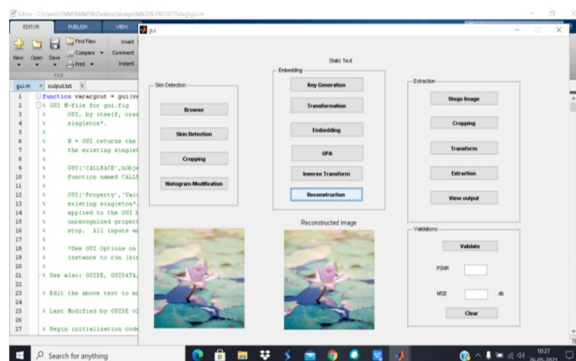 EDITOR PUBLISH VIEW
New Open Save
Find Files
Compare
Print
Insert
Comment
Indent
FILE
gui.m × output.txt ×
1 function varargout = gui(va
2 % GUI M-file for gui.fig
3 % GUI, by itself, crea
4 % singleton*.
5 %
6 % H = GUI returns the
7 % the existing singlet
8 %
9 % GUI('CALLBACK',hObje
10 % function named CALL
11 %
12 % GUI('Property','Valu
13 % existing singleton*.
14 % applied to the GUI b
15 % unrecognized propert
16 % stop. All inputs ar
17 %
18 % *See GUI Options on
19 % instance to run (sin
20 %
21 % See also: GUIDE, GUIDATA,
22
23 % Edit the above text to mo
24
25 % Last Modified by GUIDE v2
26
27 % Begin initialization code
gui
Static Text
Skin Detection
Browse
Skin Detection
Cropping
Histogram Modification
Embedding
Key Generation
Transformation
Embedding
OPA
Inverse Transform
Reconstruction
Reconstructed image
Extraction
Stego Image
Cropping
Transform
Extraction
View output
Validations
Validate
PSNR
MSE db
Clear
Search for anything
10:27